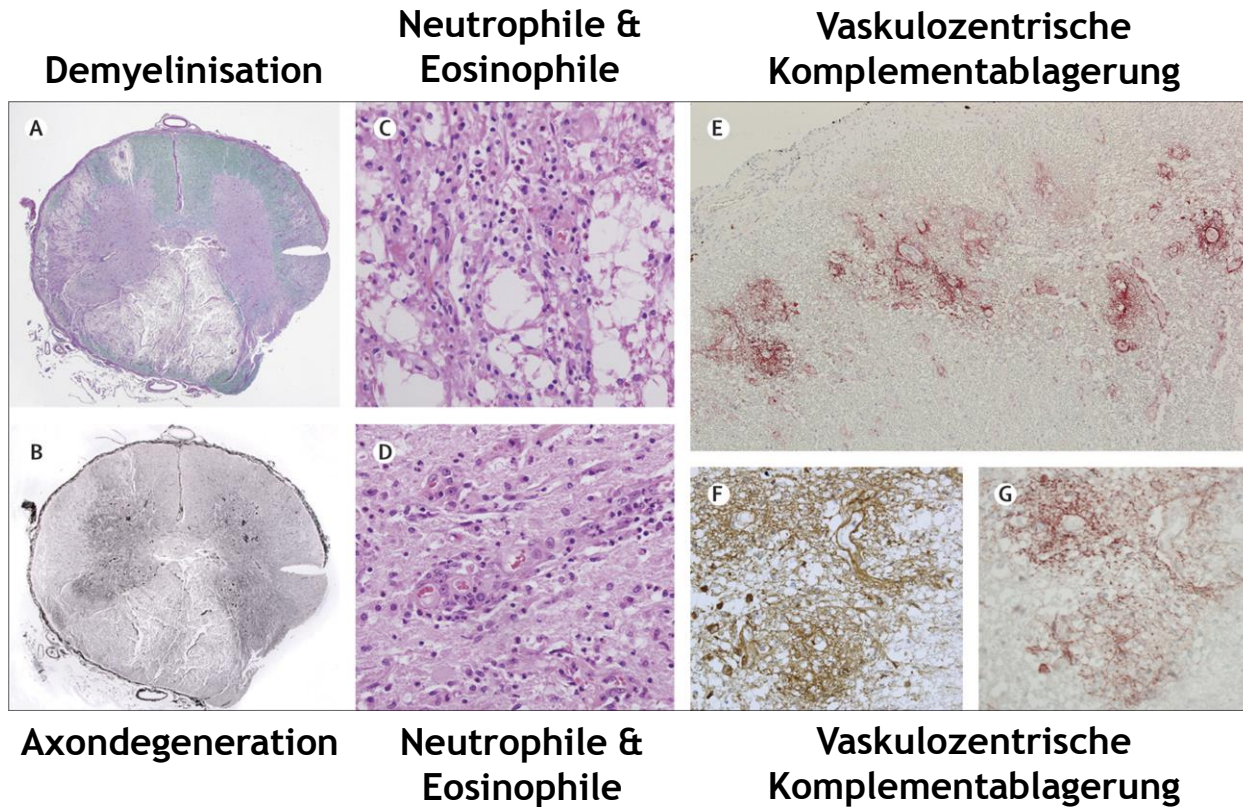 Neutrophile &
Eosinophile
Vaskulozentrische
Komplementablagerung
Demyelinisation
A
C
E
B
D
F
G
Axondegeneration
Neutrophile &
Eosinophile
Vaskulozentrische
Komplementablagerung